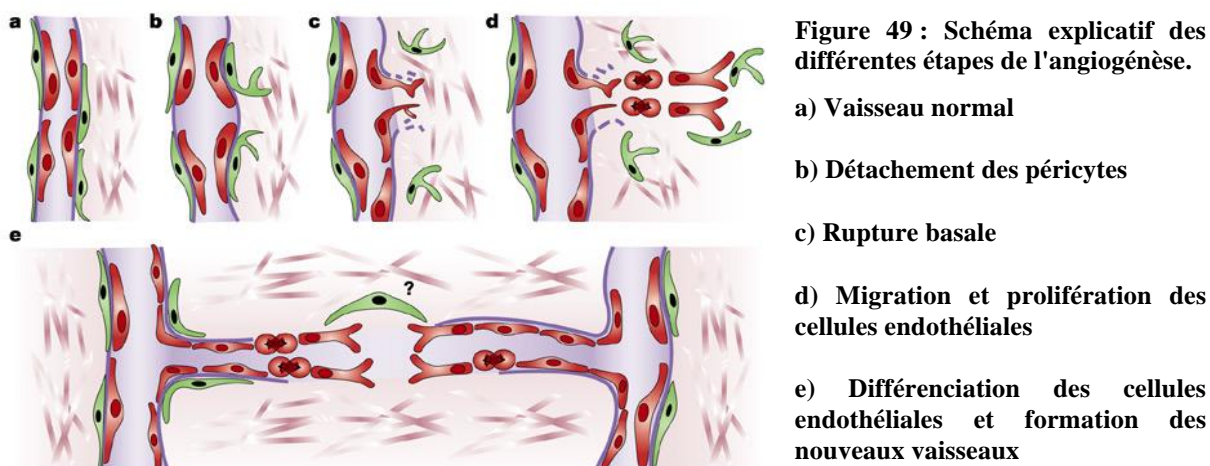 a
b
c
d
e
?
Figure 49 : Schéma explicatif des
différentes étapes de l'angiogénèse.
a) Vaisseau normal
b) Détachement des péricytes
c) Rupture basale
d) Migration et prolifération des
cellules endothéliales
e) Différenciation des cellules
endothéliales et formation des
nouveaux vaisseaux